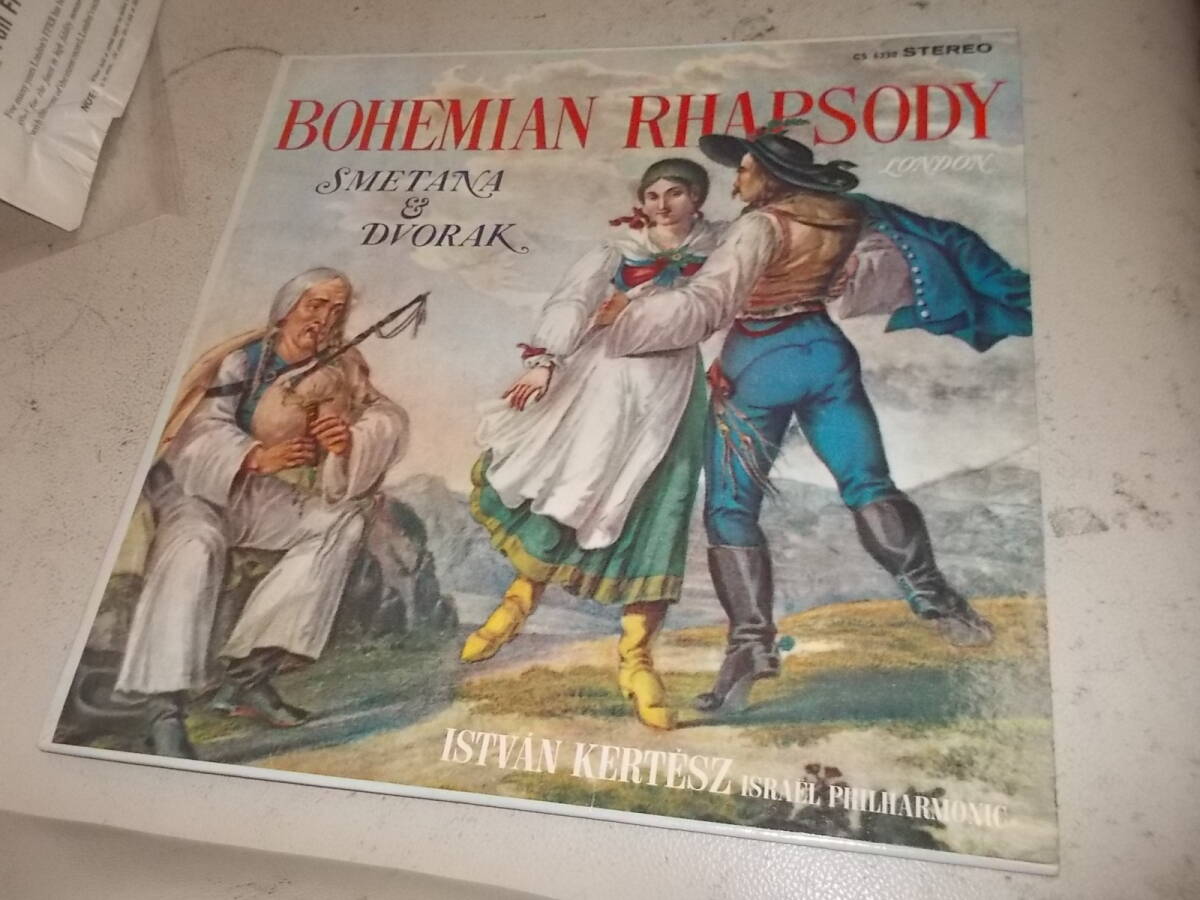 CS 6330 STEREO
BOHEMIAN RHAPSODY
LONDON
SMETANA
&
DVORAK
ISTVÁN KERTÉSZ ISRAEL PHILHARMONIC